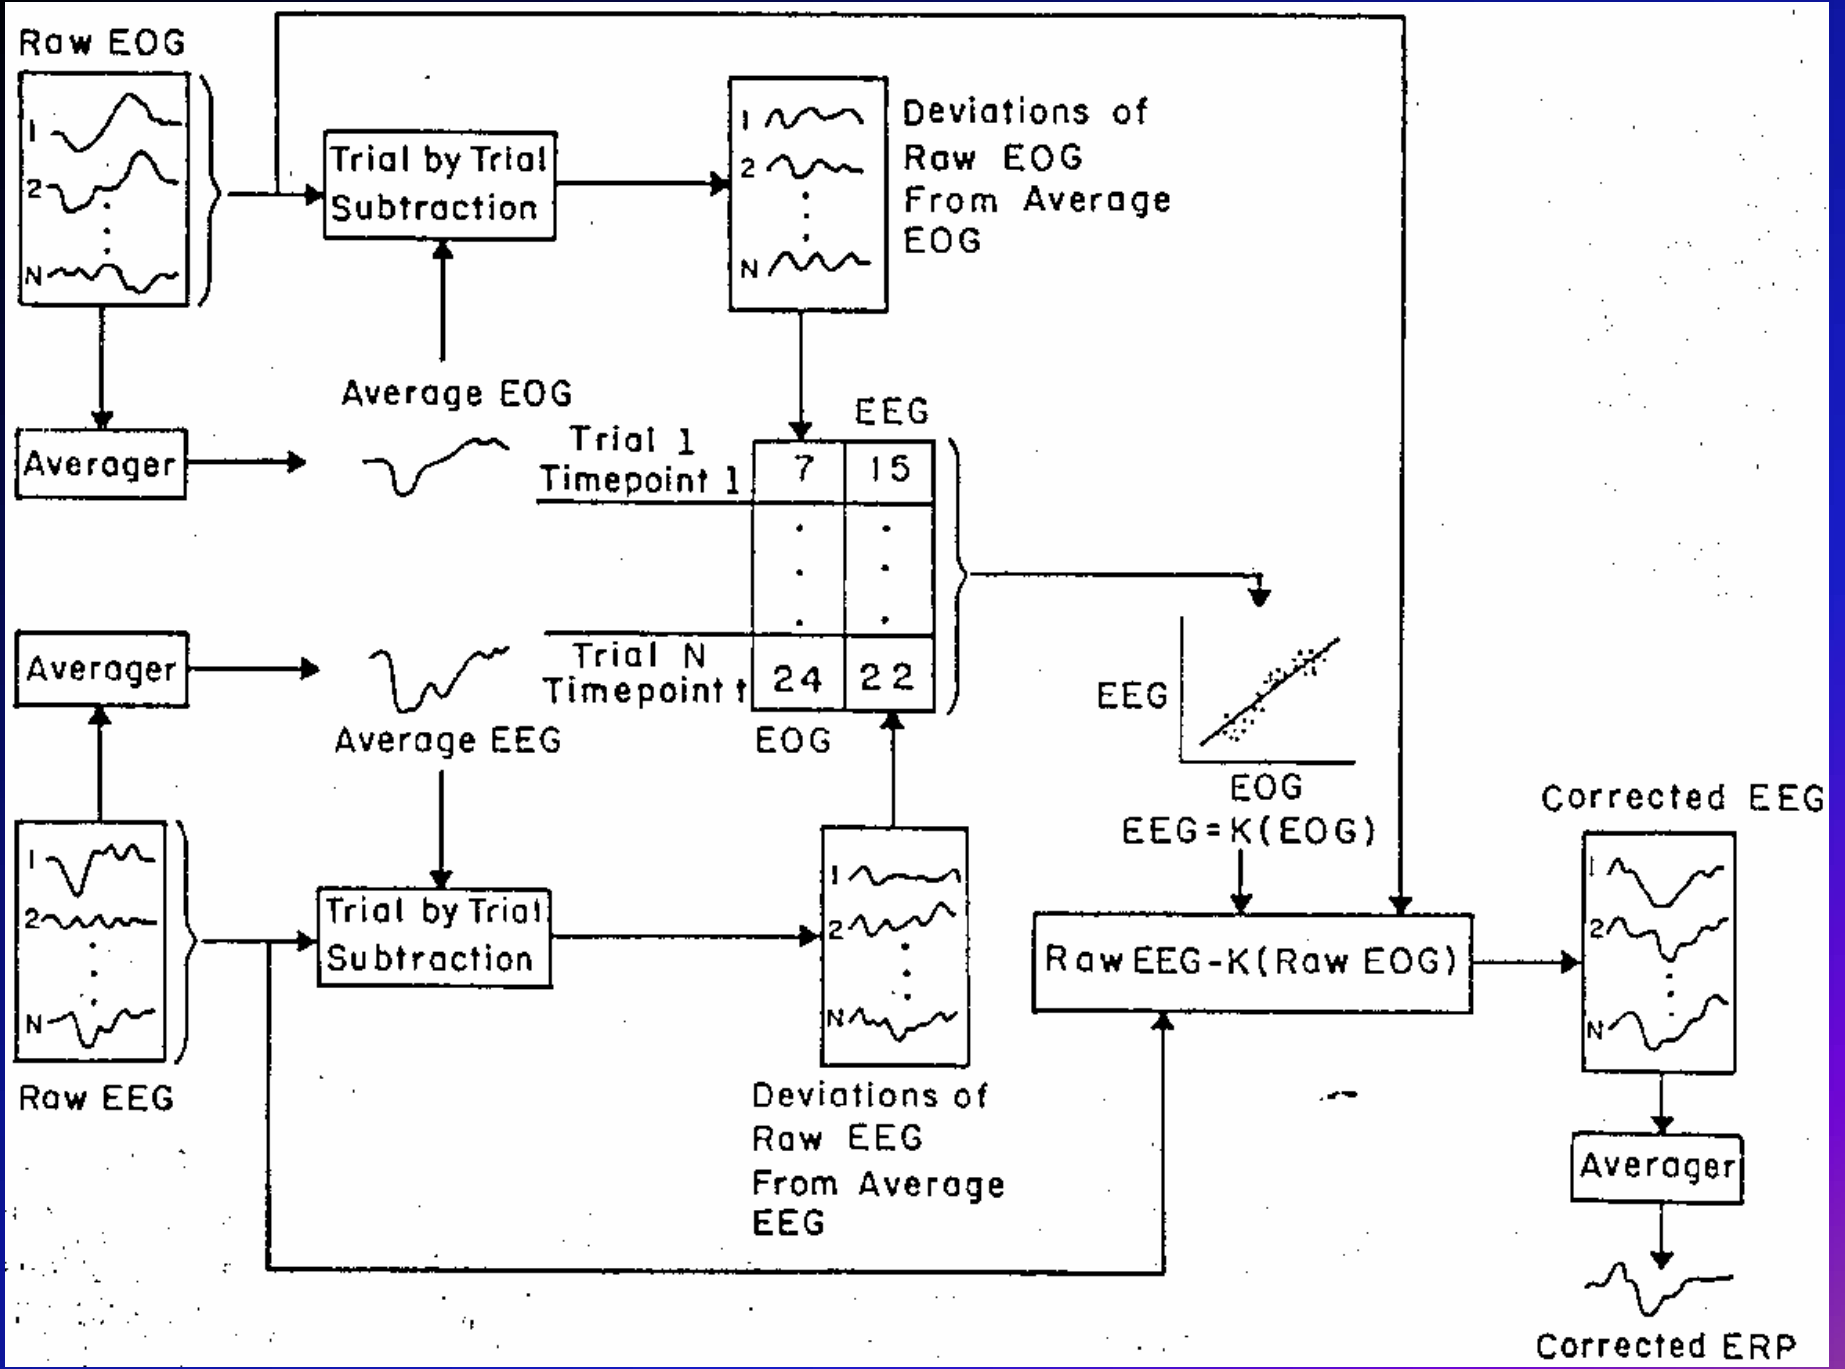 Raw EOG
1
2
N
Trial by Trial
Subtraction
1
2
N
Deviations of
Raw EOG
From Average
EOG
Average EOG
Averager
Trial 1
Timepoint 1
EEG
7 15
Averager
Average EEG
Trial N
Timepoint t
24 22
EOG
EEG
EOG
EEG=K(EOG)
1
2
N
Raw EEG
Trial by Trial
Subtraction
1
2
N
Deviations of
Raw EEG
From Average
EEG
Raw EEG-K(Raw EOG)
Corrected EEG
1
2
N
Averager
Corrected ERP